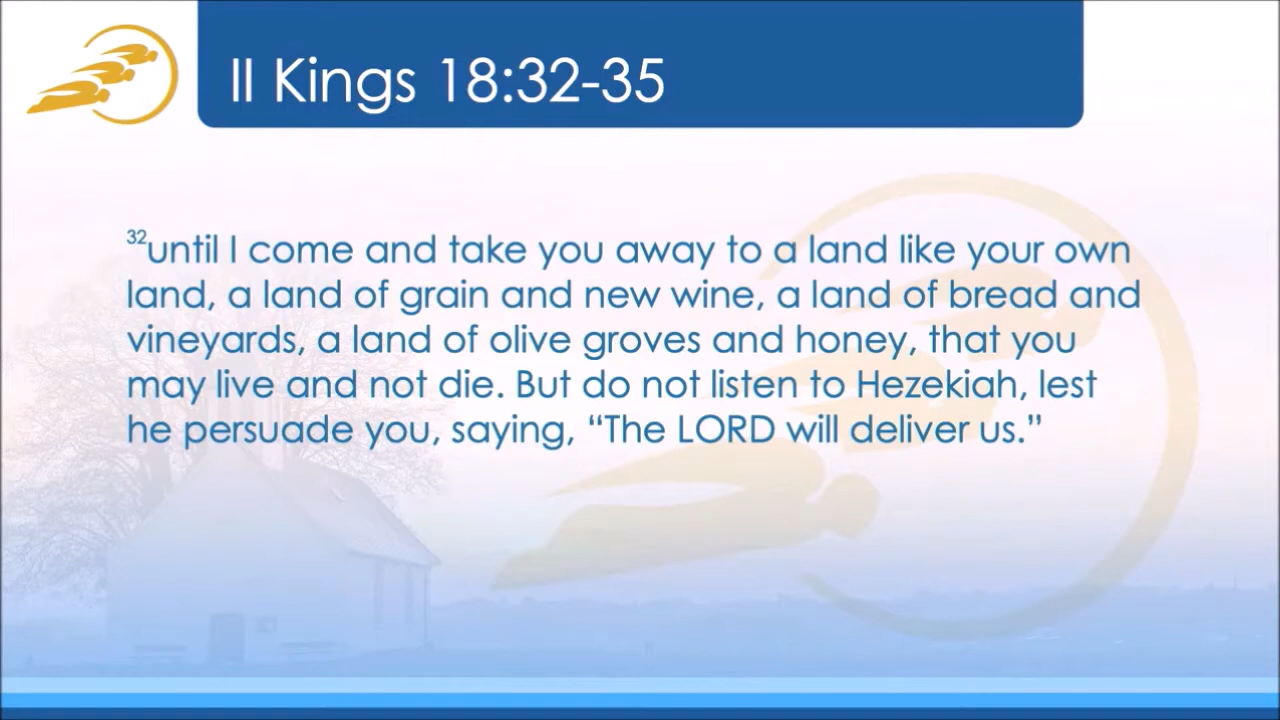 II Kings 18:32-35
32until I come and take you away to a land like your own
land, a land of grain and new wine, a land of bread and
vineyards, a land of olive groves and honey, that you
may live and not die. But do not listen to Hezekiah, lest
he persuade you, saying, “The LORD will deliver us.”